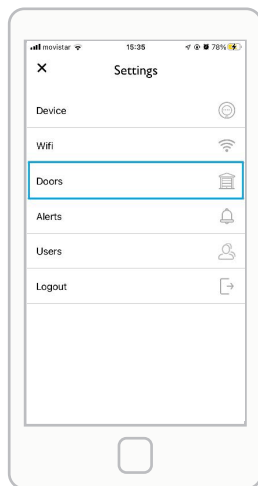 movistar 15:35 78%
× Settings
Device
Wifi
Doors
Alerts
Users
Logout